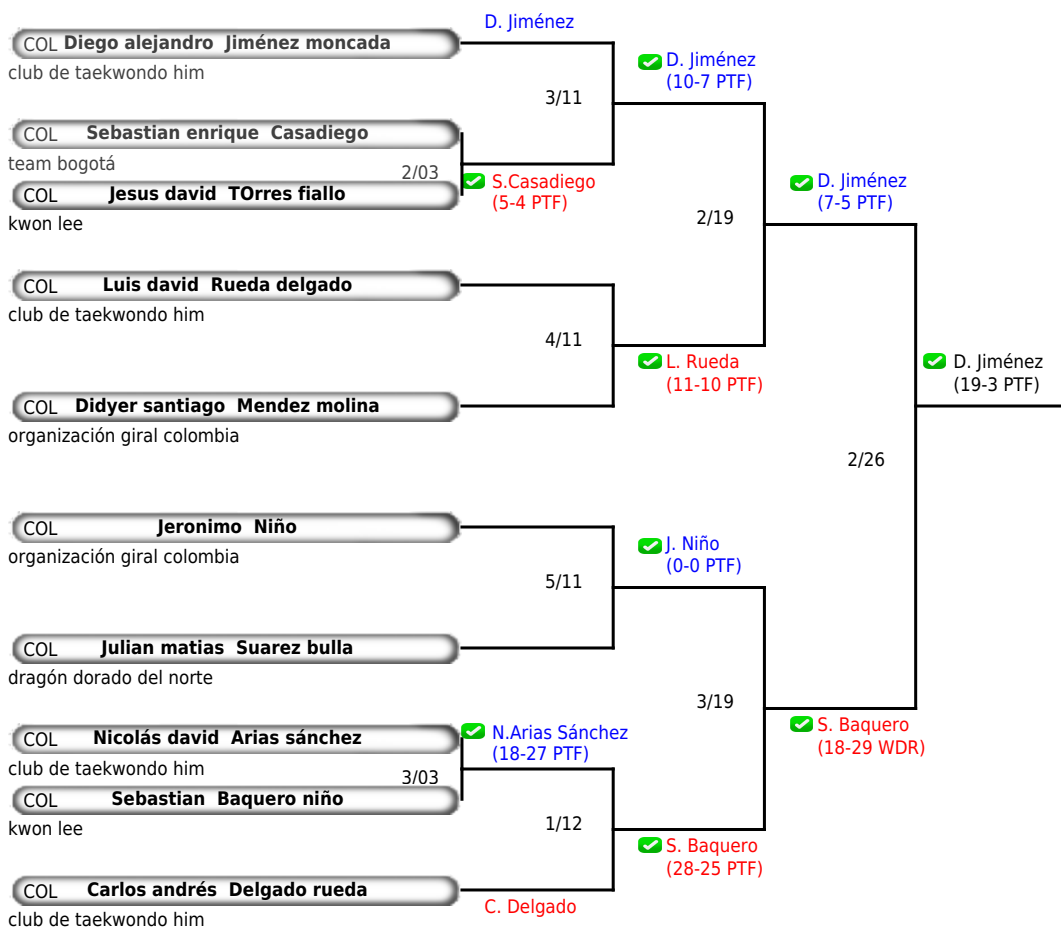 D. Jiménez
COL Diego alejandro Jiménez moncada
club de taekwondo him
D. Jiménez
(10-7 PTF)
3/11
COL Sebastian enrique Casadiego
team bogotá
2/03
COL Jesus david TOrres fiallo
kwon lee
S.Casadiego
(5-4 PTF)
D. Jiménez
(7-5 PTF)
2/19
COL Luis david Rueda delgado
club de taekwondo him
4/11
L. Rueda
(11-10 PTF)
D. Jiménez
(19-3 PTF)
COL Didyer santiago Mendez molina
organización giral colombia
2/26
COL Jeronimo Niño
organización giral colombia
J. Niño
(0-0 PTF)
5/11
COL Julian matias Suarez bulla
dragón dorado del norte
3/19
S. Baquero
(18-29 WDR)
COL Nicolás david Arias sánchez
club de taekwondo him
N.Arias Sánchez
(18-27 PTF)
3/03
COL Sebastian Baquero niño
kwon lee
1/12
S. Baquero
(28-25 PTF)
COL Carlos andrés Delgado rueda
club de taekwondo him
C. Delgado